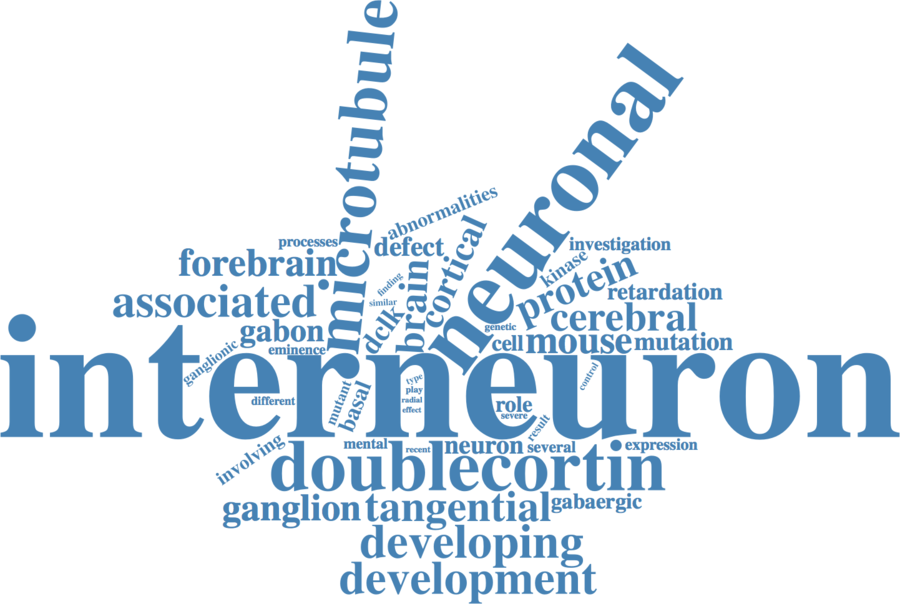 microtubule
neuronal
abnormalities
processes
defect
cortical
investigation
forebrain
kinase
finding
brain
protein
retardation
associated
similar
dclk
cerebral
gabon
genetic
cell
mouse
mutation
ganglionic
eminence
interneuron
control
type
play
radial
effect
different
mutant
basal
role
severe
result
involving
mental
recent
neuron
several
expression
doublecortin
ganglion
tangential
gabaergic
developing
development